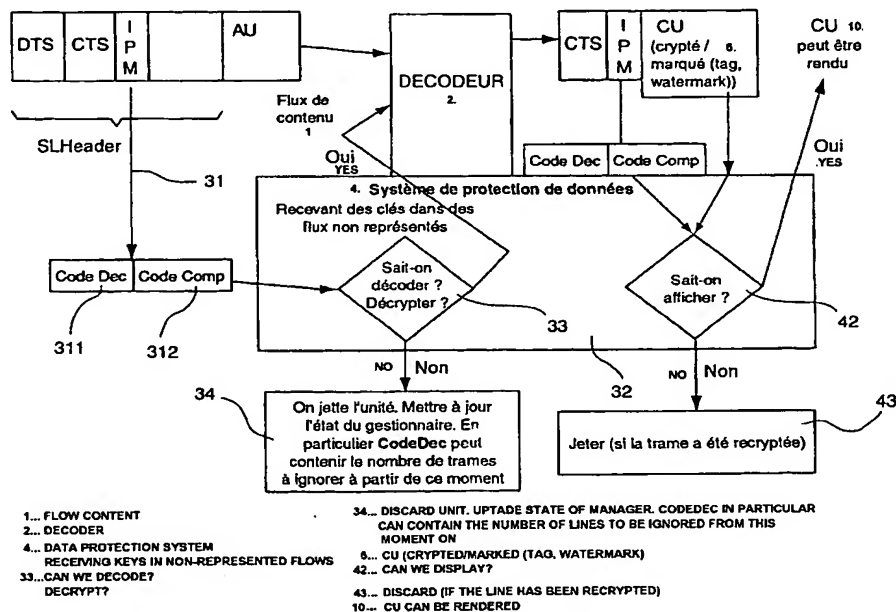 DTS
CTS
IPM
AU
SLHeader
31
Flux de
contenu
1
DECODEUR
2.
CTS
IPM
CU
(crypté / 6.
marqué (tag,
watermark))
CU 10.
peut être
rendu
Oui
YES
Code Dec
Code Comp
Oui
.YES
4. Système de protection de données
Recevant des clés dans des
flux non représentés
Code Dec
Code Comp
311
312
Sait-on
décoder ?
Décrypter ?
33
Sait-on
afficher ?
42
32
NO
Non
NO
Non
34
On jette l'unité. Mettre à jour
l'état du gestionnaire. En
particulier CodeDec peut
contenir le nombre de trames
à ignorer à partir de ce moment
43
Jeter (si la trame a été recryptée)
1... FLOW CONTENT
2... DECODER
4... DATA PROTECTION SYSTEM
RECEIVING KEYS IN NON-REPRESENTED FLOWS
33...CAN WE DECODE?
DECRYPT?
34... DISCARD UNIT. UPTADE STATE OF MANAGER. CODEDEC IN PARTICULAR
CAN CONTAIN THE NUMBER OF LINES TO BE IGNORED FROM THIS
MOMENT ON
6... CU (CRYPTED/MARKED (TAG, WATERMARK)
42... CAN WE DISPLAY?
43... DISCARD (IF THE LINE HAS BEEN RECRYPTED)
10... CU CAN BE RENDERED